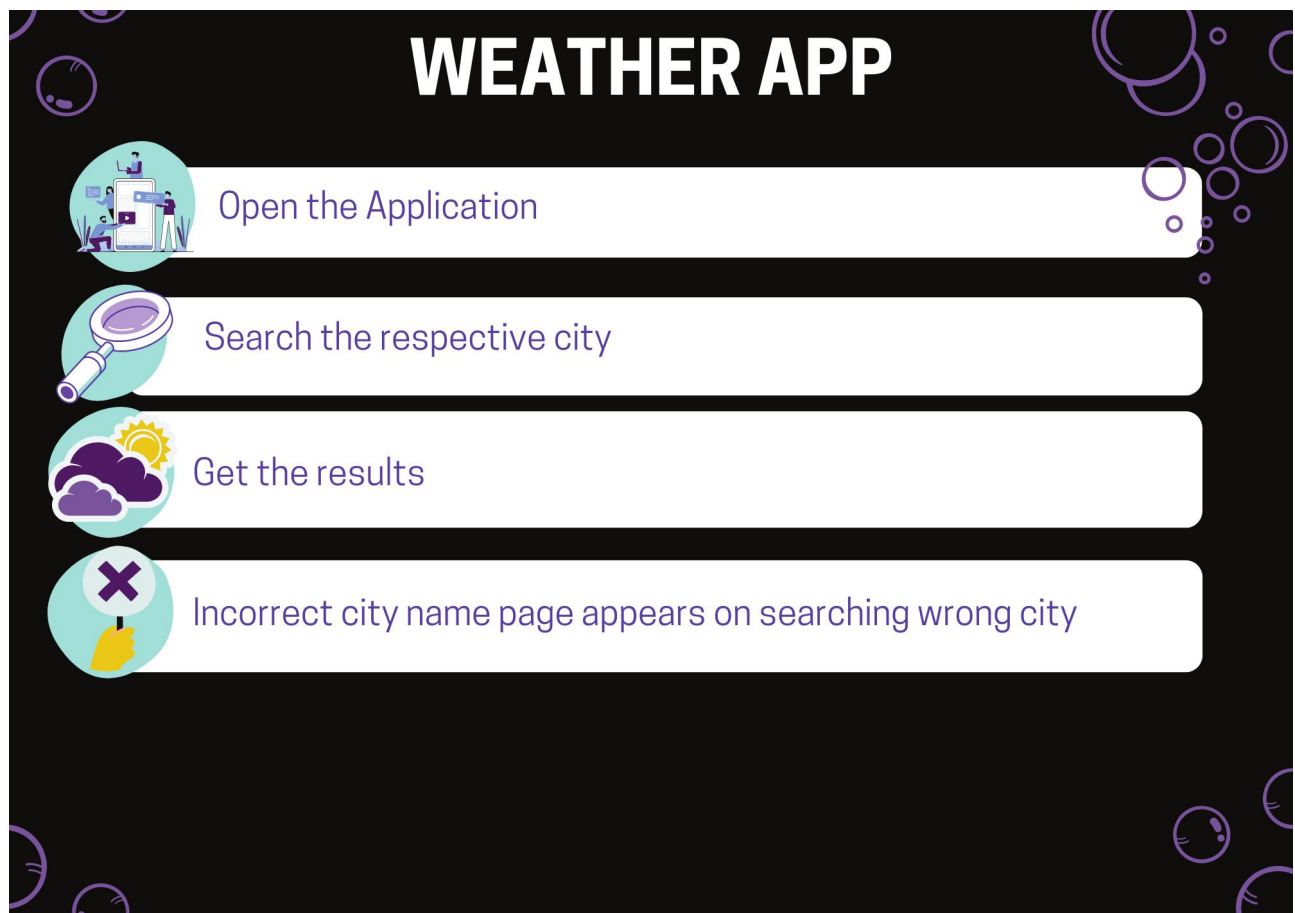 WEATHER APP
Open the Application
Search the respective city
Get the results
Incorrect city name page appears on searching wrong city